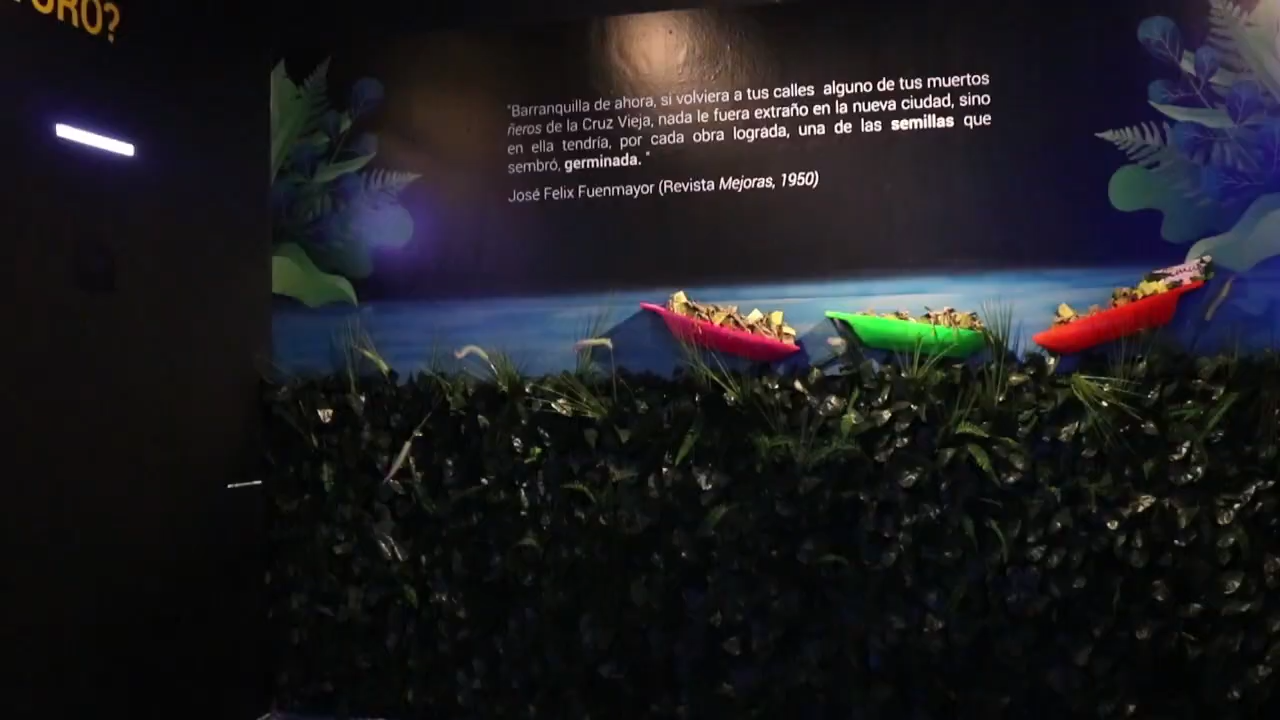 URO?
"Barranquilla de ahora, si volviera a tus calles alguno de tus muertos
ñeros de la Cruz Vieja, nada le fuera extraño en la nueva ciudad, sino
en ella tendría, por cada obra lograda, una de las semillas que
sembró, germinada. "
José Felix Fuenmayor (Revista Mejoras, 1950)